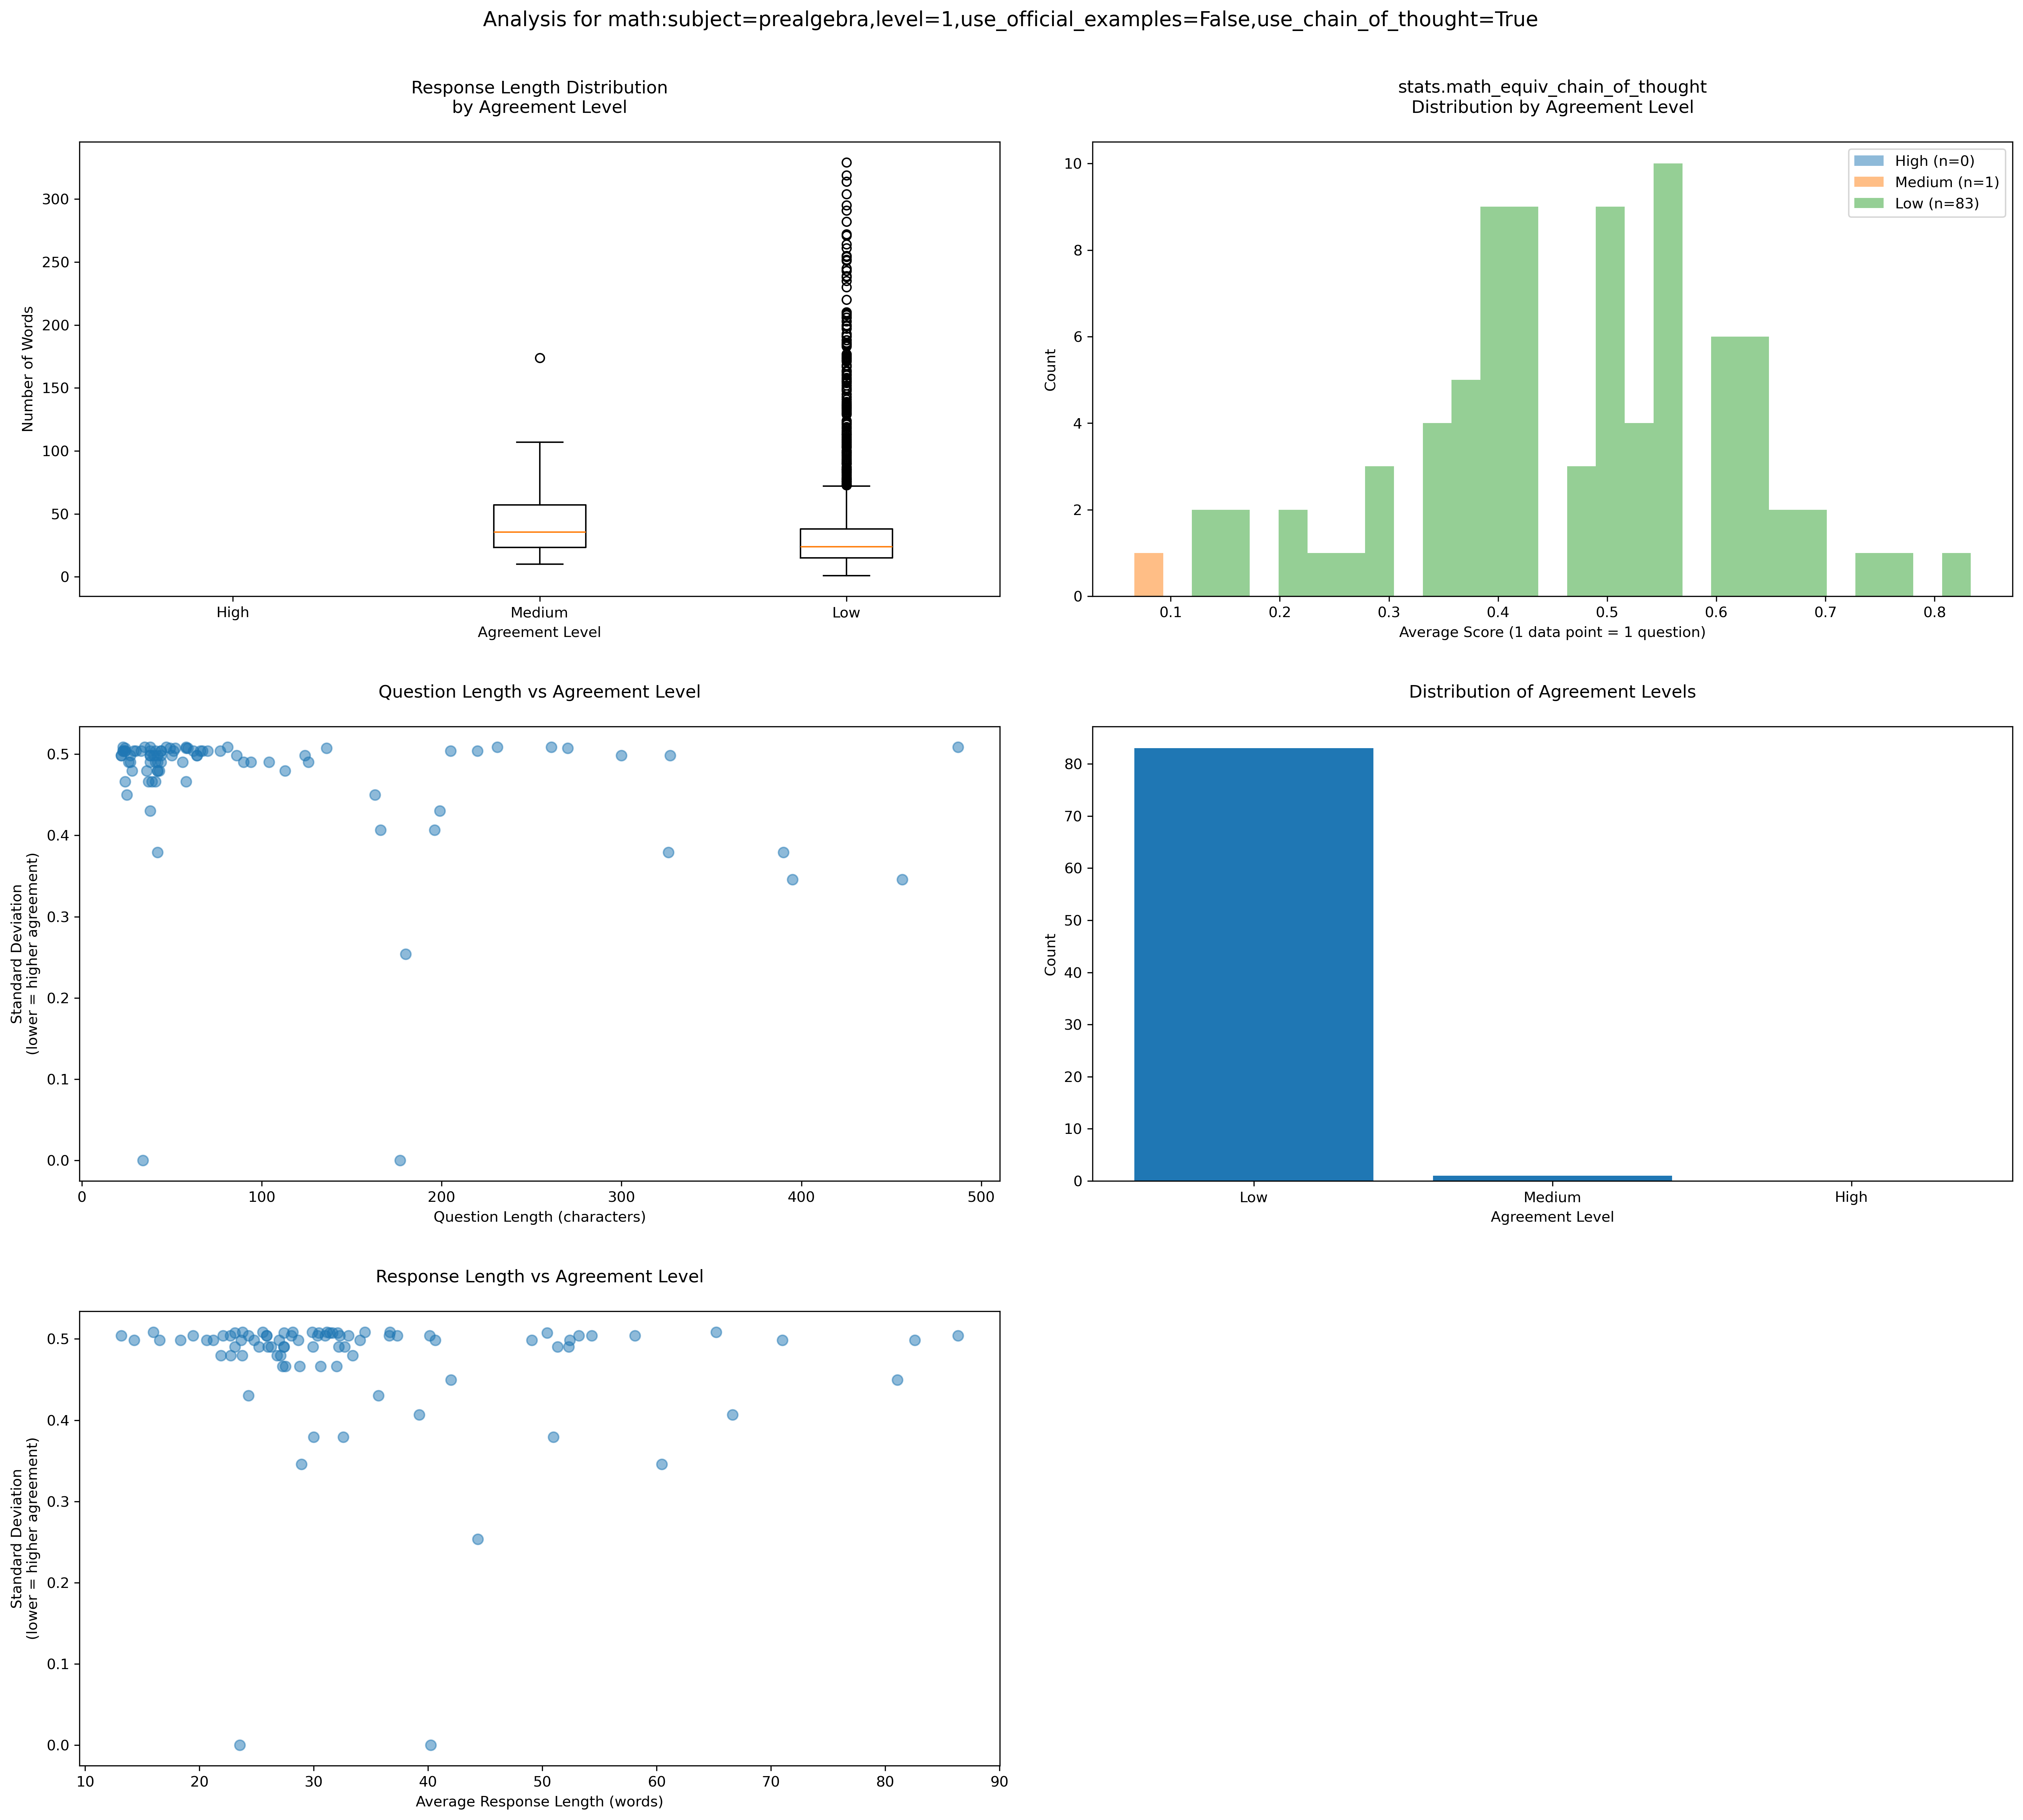 Analysis for math:subject=prealgebra,level=1,use_official_examples=False,use_chain_of_thought=True
Response Length Distribution
by Agreement Level
Number of Words
300
250
200
150
100
50
0
High
Medium
Low
Agreement Level
stats.math_equiv_chain_of_thought
Distribution by Agreement Level
High (n=0)
Medium (n=1)
Low (n=83)
Count
10
8
6
4
2
0
0.1
0.2
0.3
0.4
0.5
0.6
0.7
0.8
Average Score (1 data point = 1 question)
Question Length vs Agreement Level
Standard Deviation
(lower = higher agreement)
0.5
0.4
0.3
0.2
0.1
0.0
0
100
200
300
400
500
Question Length (characters)
Distribution of Agreement Levels
Count
80
70
60
50
40
30
20
10
0
Low
Medium
High
Agreement Level
Response Length vs Agreement Level
Standard Deviation
(lower = higher agreement)
0.5
0.4
0.3
0.2
0.1
0.0
10
20
30
40
50
60
70
80
90
Average Response Length (words)